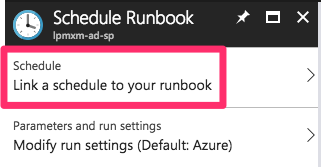 Schedule Runbook
lpmxm-ad-sp
Schedule
Link a schedule to your runbook
Parameters and run settings
Modify run settings (Default: Azure)